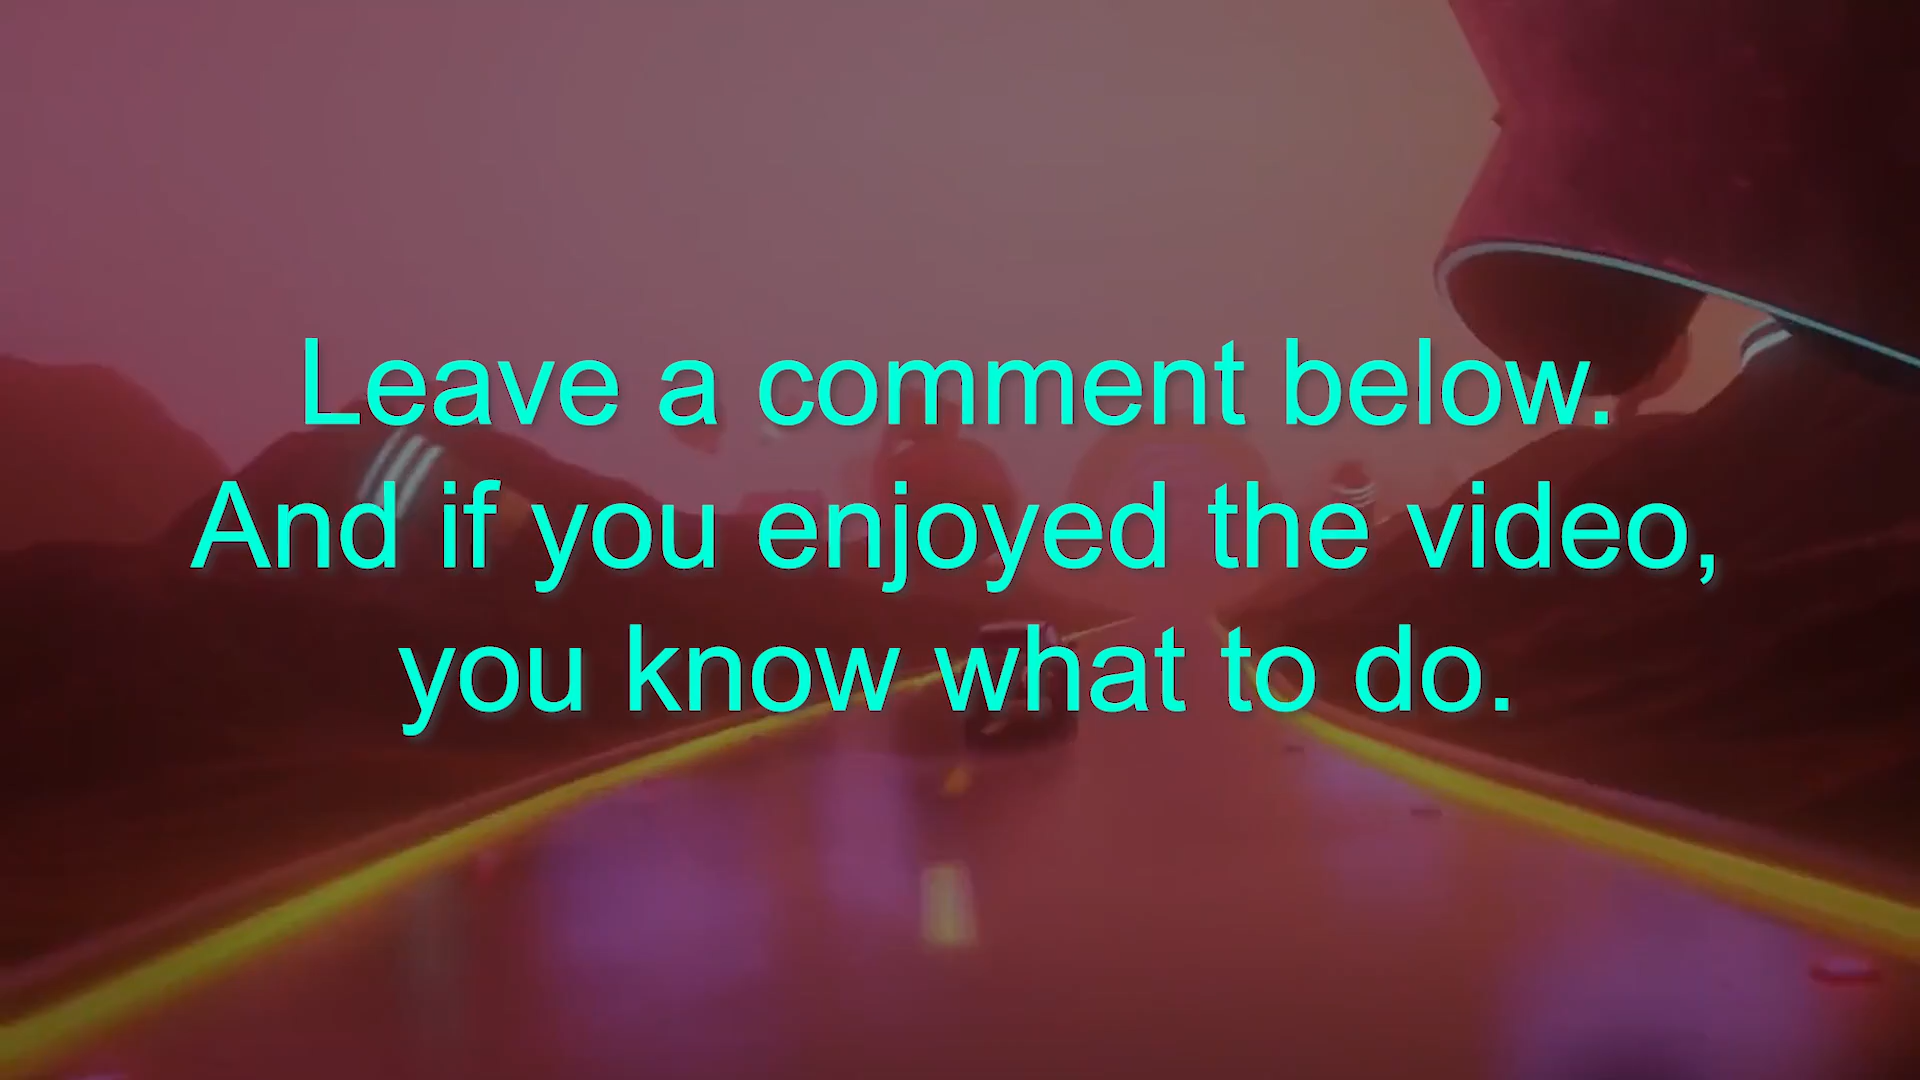 Leave a comment below.
And if you enjoyed the video,
you know what to do.